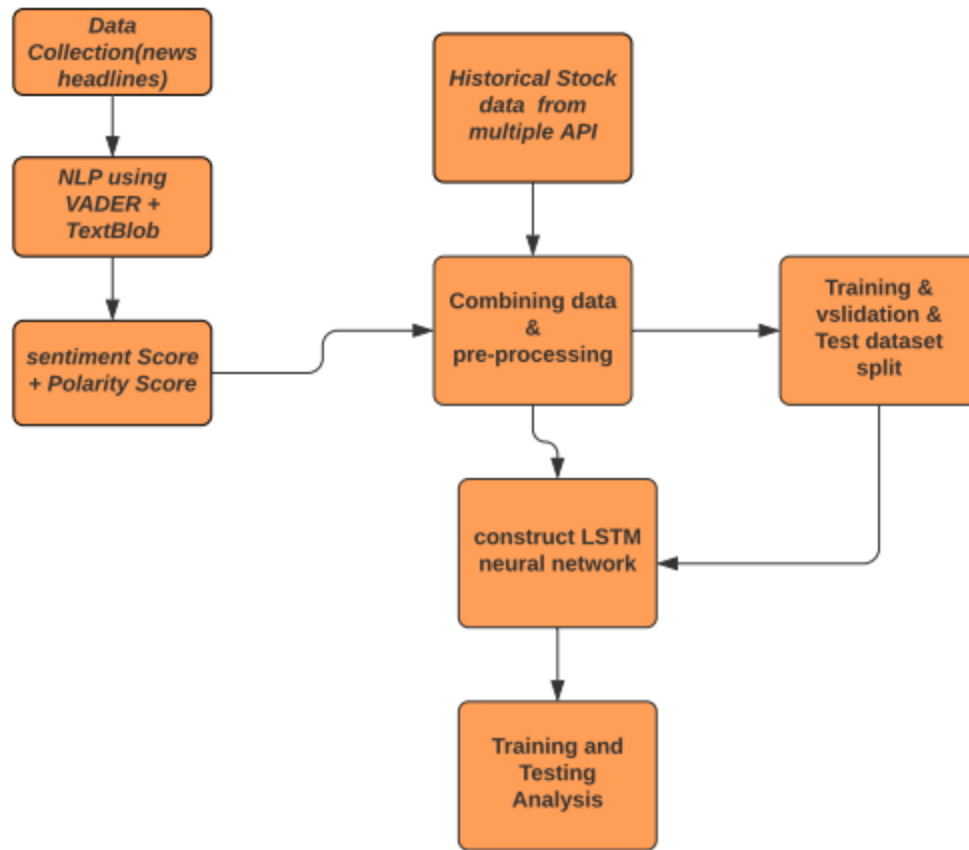 Data
Collection(news
headlines)
Historical Stock
data from
multiple API
NLP using
VADER +
TextBlob
sentiment Score
+ Polarity Score
Combining data
&
pre-processing
Training &
vslidation &
Test dataset
split
construct LSTM
neural network
Training and
Testing
Analysis